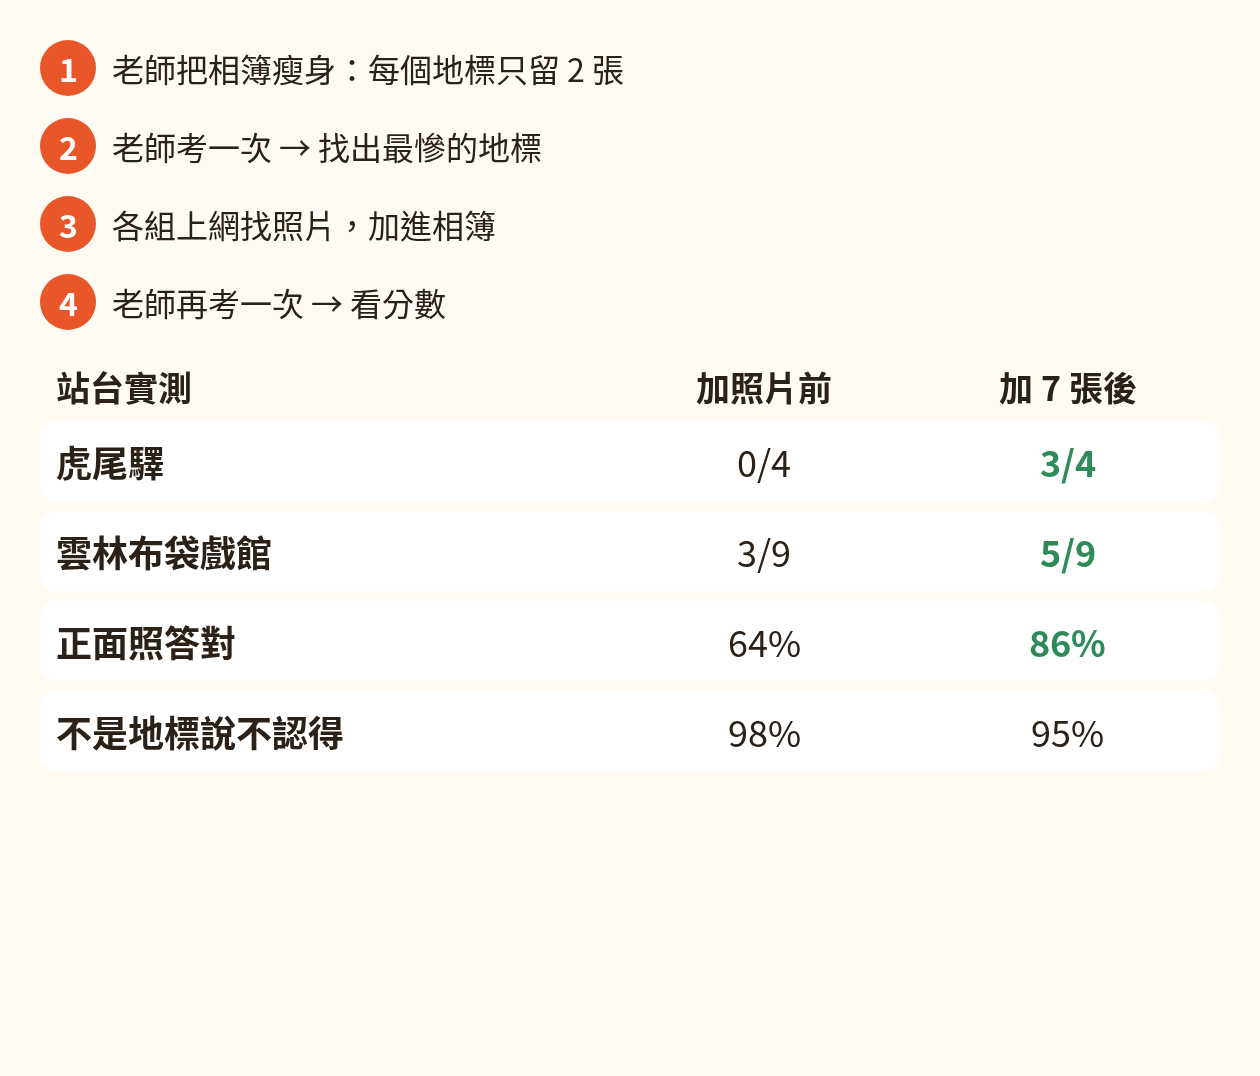 1 老師把相簿瘦身：每個地標只留 2 張
2 老師考一次 → 找出最慘的地標
3 各組上網找照片，加進相簿
4 老師再考一次 → 看分數
站台實測 加照片前 加 7 張後
虎尾驛 0/4 3/4
雲林布袋戲館 3/9 5/9
正面照答對 64% 86%
不是地標說不認得 98% 95%